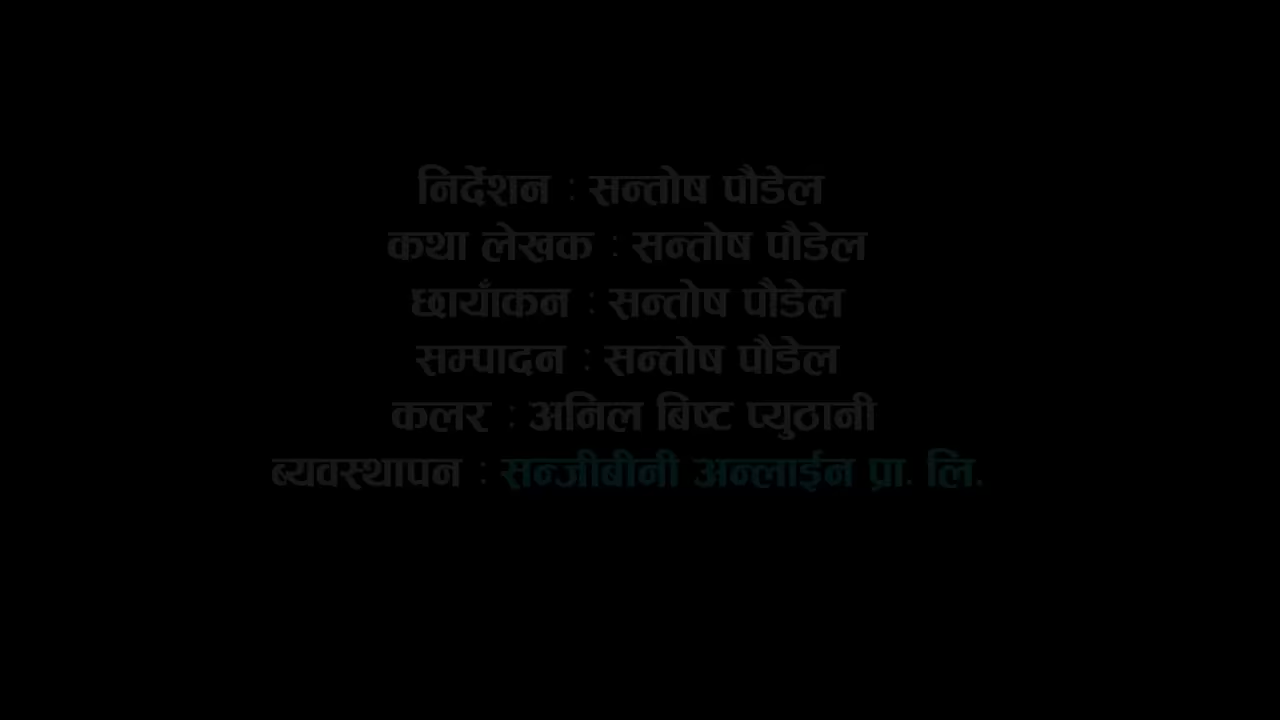 निर्देशन : सन्तोष पौडेल
कथा लेखक : सन्तोष पौडेल
छायाँकन : सन्तोष पौडेल
सम्पादन : सन्तोष पौडेल
कलर : अनिल बिष्ट प्युठानी
ब्यवस्थापन : सन्जीबीनी अन्लाईन प्रा. लि.